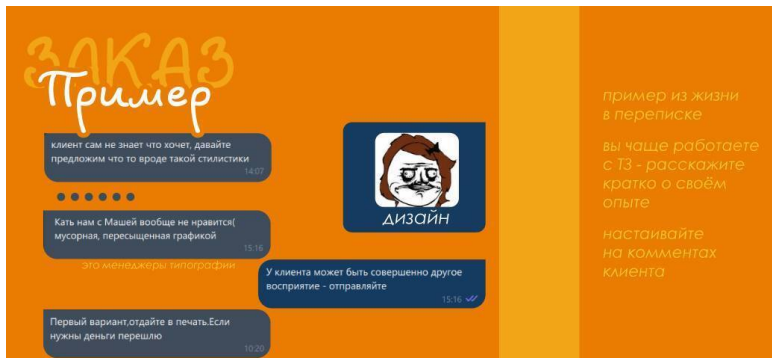 ЗАКАЗ
Пример
клиент сам не знает что хочет, давайте
предложим что то вроде такой стилистики
14:07
Кать нам с Машей вообще не нравится(
мусорная, пересыщенная графикой
15:16
это менеджеры типографии
дизайн
У клиента может быть совершенно другое
восприятие - отправляйте
15:16
Первый вариант,отдайте в печать.Если
нужны деньги перешлю
10:20
пример из жизни
в переписке
вы чаще работаете
с ТЗ - расскажите
кратко о своём
опыте
настаивайте
на комментах
клиента